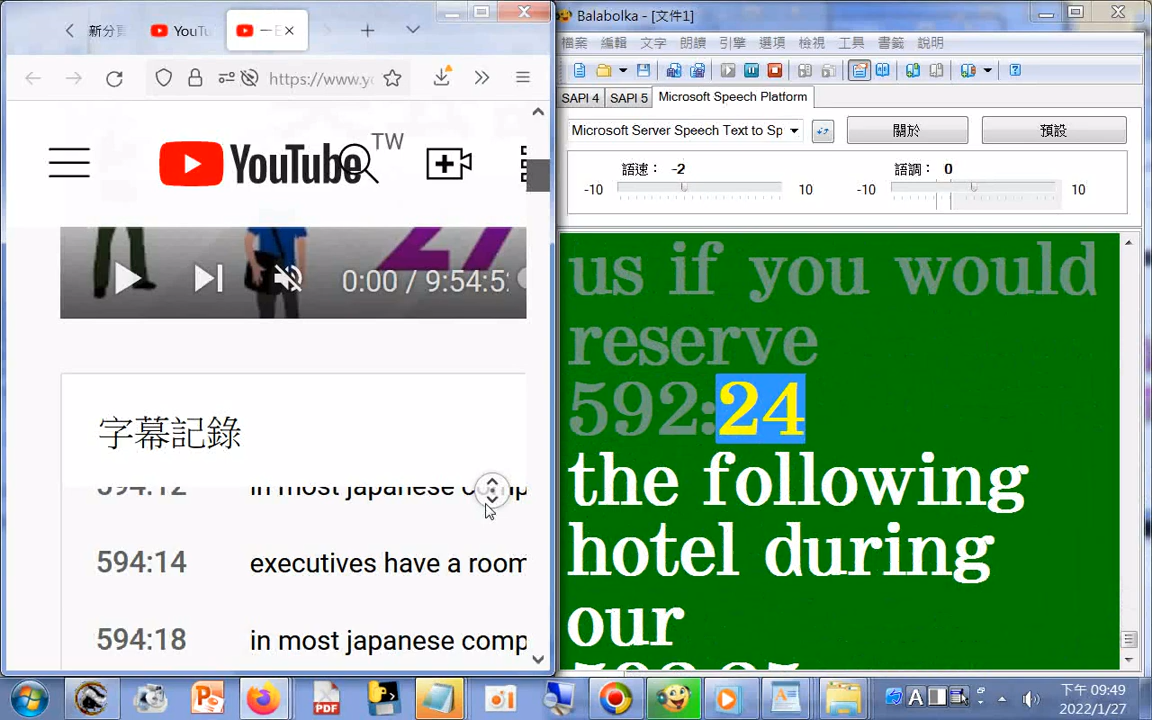 新分頁
YouTu
一 E
https://www.yo
YouTube
TW
27
0:00 / 9:54:5
字幕記錄
594:12 in most japanese comp
594:14 executives have a room
594:18 in most japanese comp
Balabolka - [文件1]
檔案 編輯 文字 朗讀 引擎 選項 檢視 工具 書籤 說明
SAPI 4 SAPI 5 Microsoft Speech Platform
Microsoft Server Speech Text to Sp
關於
預設
語速： -2
-10 10
語調： 0
-10 10
us if you would
reserve
592:24
the following
hotel during
our
PDF
A
下午 09:49
2022/1/27